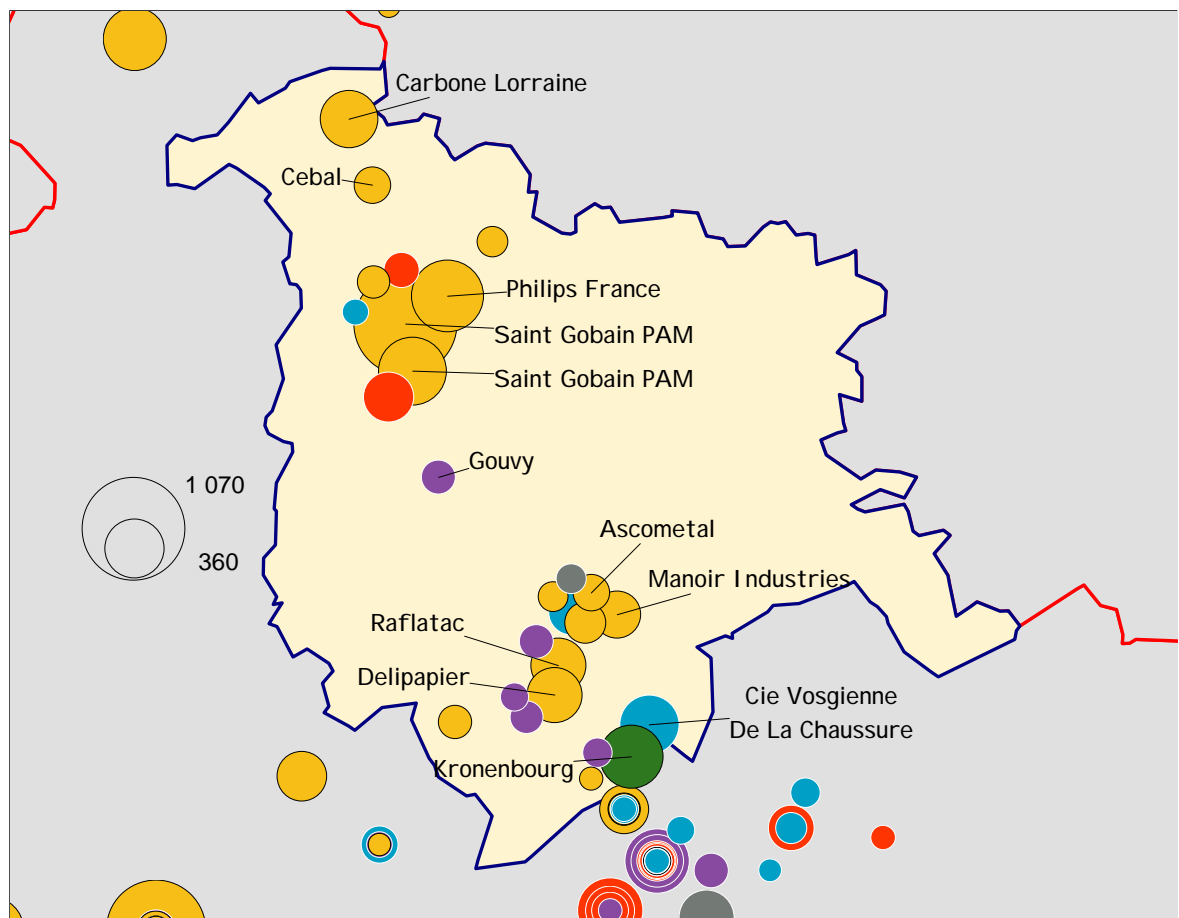 Carbone Lorraine
Cebal
Philips France
Saint Gobain PAM
Saint Gobain PAM
Gouvy
1 070
360
Ascometal
Manoir Industries
Raflatac
Delipapier
Cie Vosgienne
De La Chaussure
Kronenbourg